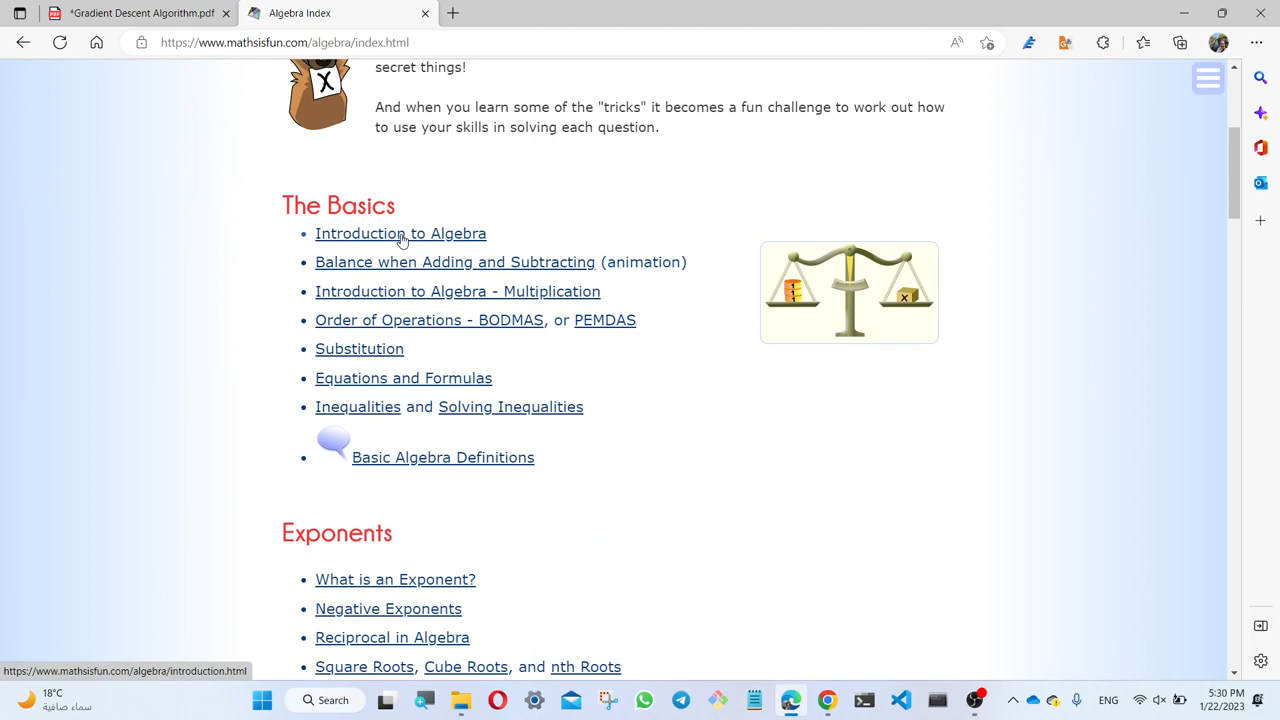 *Gradient Descent Algorithm.pdf
Algebra Index
https://www.mathsisfun.com/algebra/index.html
secret things!
X
And when you learn some of the "tricks" it becomes a fun challenge to work out how
to use your skills in solving each question.
The Basics
Introduction to Algebra
Balance when Adding and Subtracting (animation)
Introduction to Algebra - Multiplication
Order of Operations - BODMAS, or PEMDAS
Substitution
Equations and Formulas
Inequalities and Solving Inequalities
Basic Algebra Definitions
1
1
X
Exponents
What is an Exponent?
Negative Exponents
Reciprocal in Algebra
Square Roots, Cube Roots, and nth Roots
https://www.mathsisfun.com/algebra/introduction.html
18°C
سماء صافية
Search
ENG
5:30 PM
1/22/2023